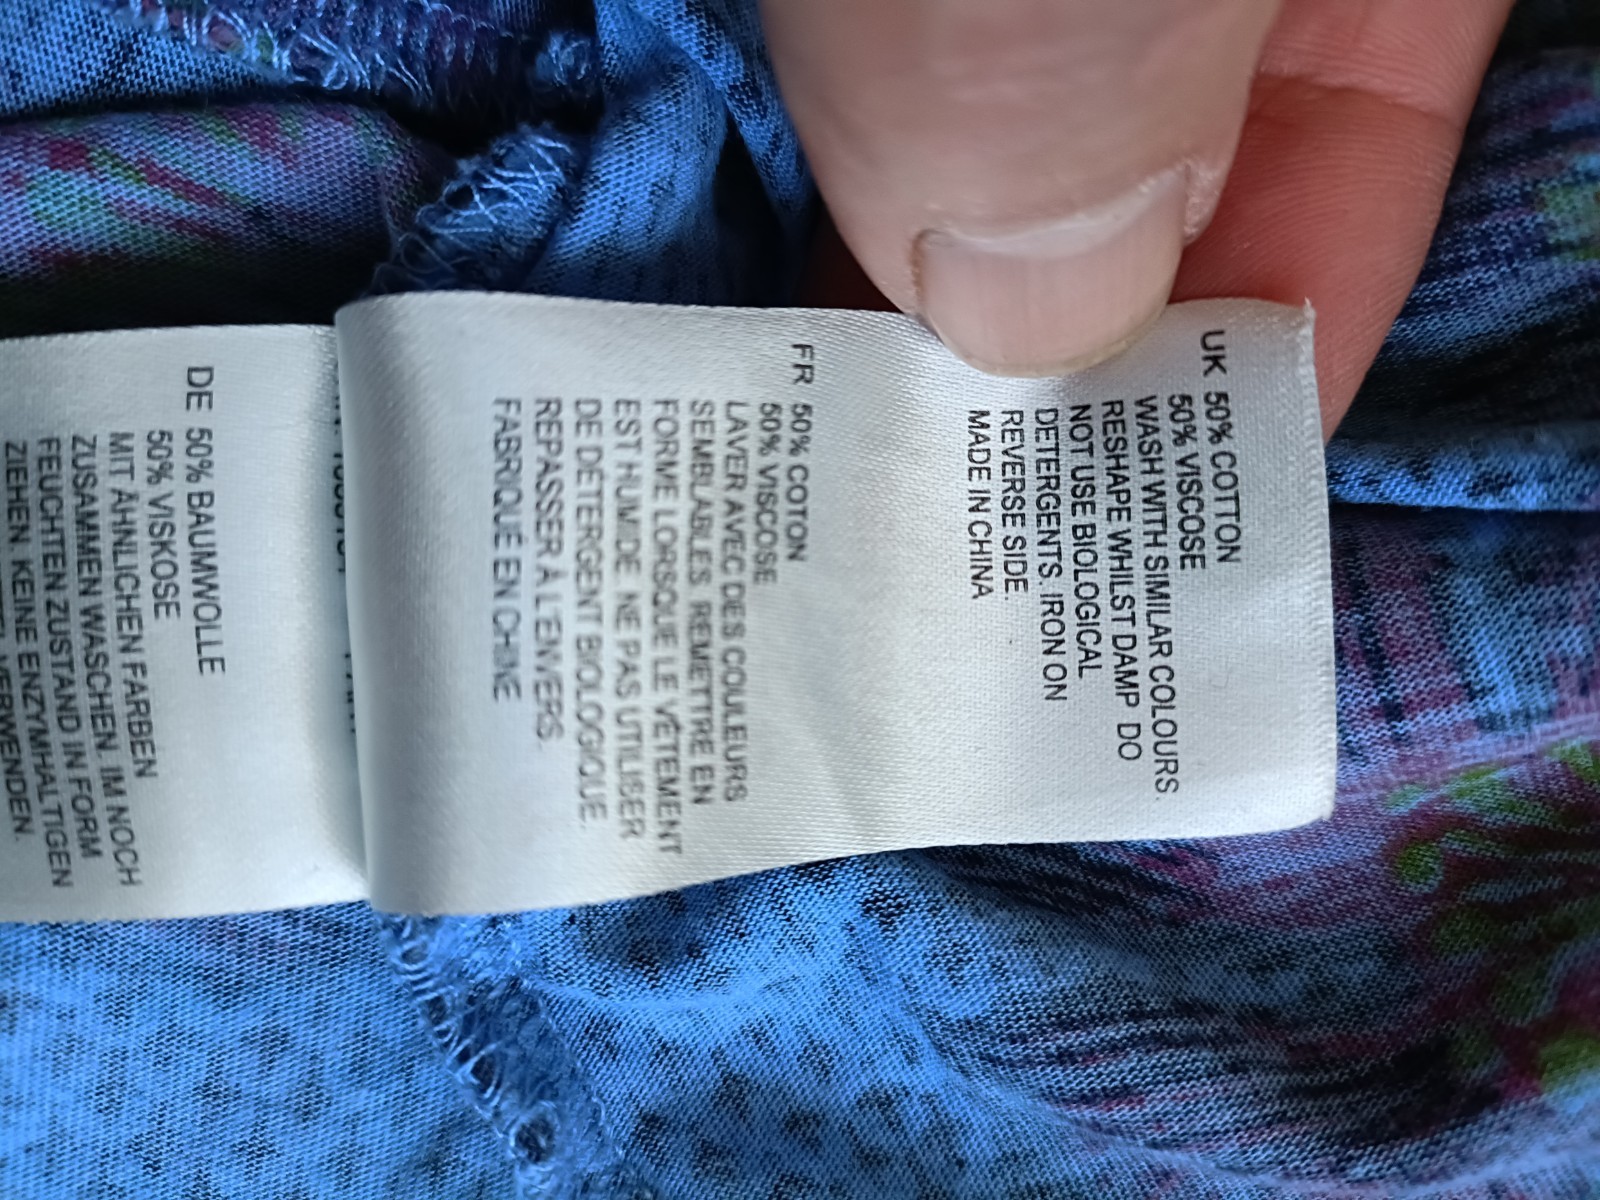 UK 50% COTTON
50% VISCOSE
WASH WITH SIMILAR COLOURS.
RESHAPE WHILST DAMP DO
NOT USE BIOLOGICAL
DETERGENTS. IRON ON
REVERSE SIDE.
MADE IN CHINA
FR 50% COTON
50% VISCOSE
LAVER AVEC DES COULEURS
SEMBLABLES. REMETTRE EN
FORME LORSQUE LE VÊTEMENT
EST HUMIDE. NE PAS UTILISER
DE DÉTERGENT BIOLOGIQUE.
REPASSER À L'ENVERS.
FABRIQUÉ EN CHINE
DE 50% BAUMWOLLE
50% VISKOSE
MIT ÄHNLICHEN FARBEN
ZUSAMMEN WASCHEN. IM NOCH
FEUCHTEN ZUSTAND IN FORM
ZIEHEN. KEINE ENZYMHALTIGEN
VERWENDEN.